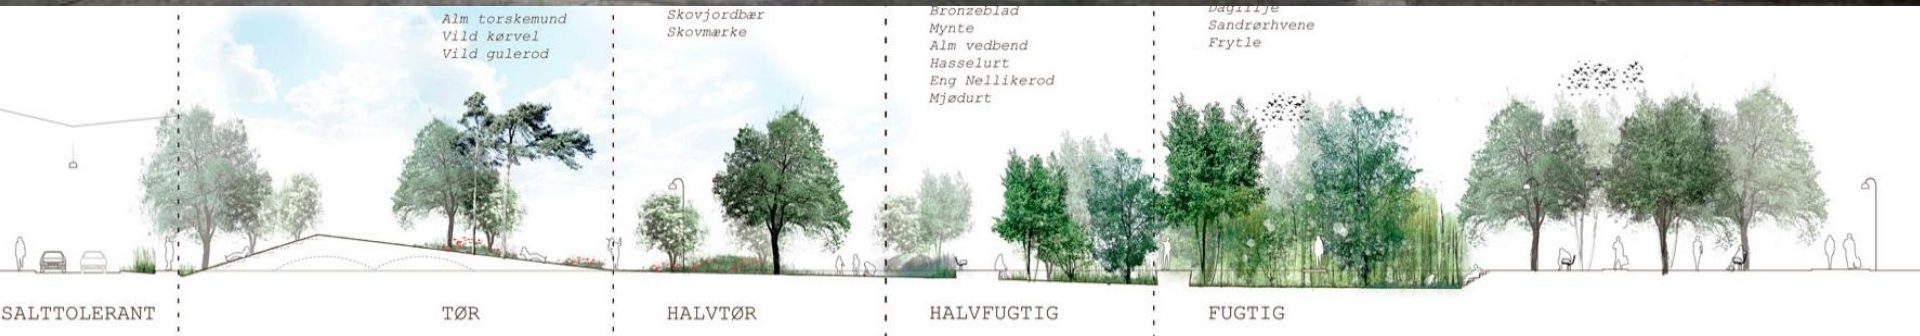 Alm torskemund
Vild kørvel
Vild gulerod
Skovjordbær
Skovmærke
Bronzeblad
Mynte
Alm vedbend
Hasselurt
Eng Nellikerod
Mjødurt
Daglilje
Sandrørhvene
Frytle
SALTTOLERANT
TØR
HALVTØR
HALVFUGTIG
FUGTIG